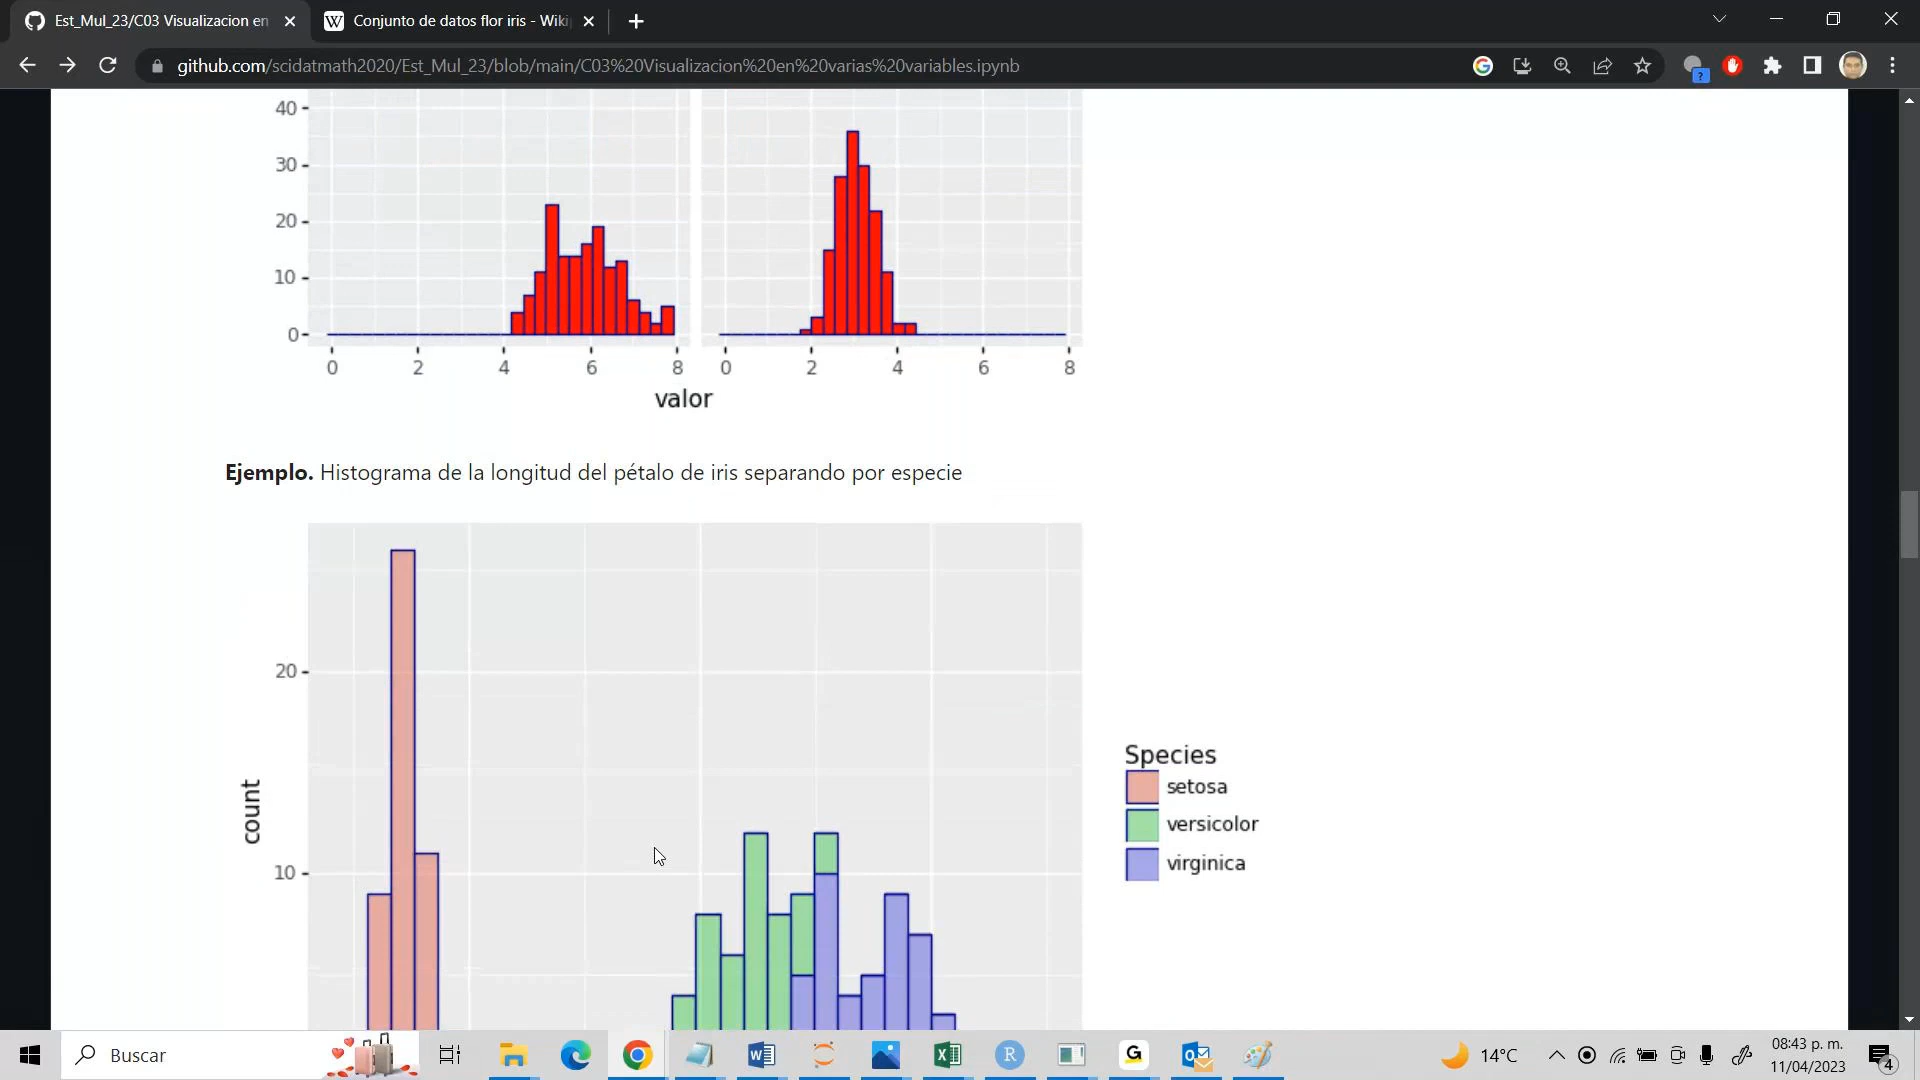 Est_Mul_23/C03 Visualizacion en
Conjunto de datos flor iris - Wiki
github.com/scidatmath2020/Est_Mul_23/blob/main/C03%20Visualizacion%20en%20varias%20variables.ipynb
40
30
20
10
0
0 2 4 6 8 0 2 4 6 8
valor
Ejemplo. Histograma de la longitud del pétalo de iris separando por especie
20
10
count
Species
setosa
versicolor
virginica
Buscar
14°C
08:43 p. m.
11/04/2023
4